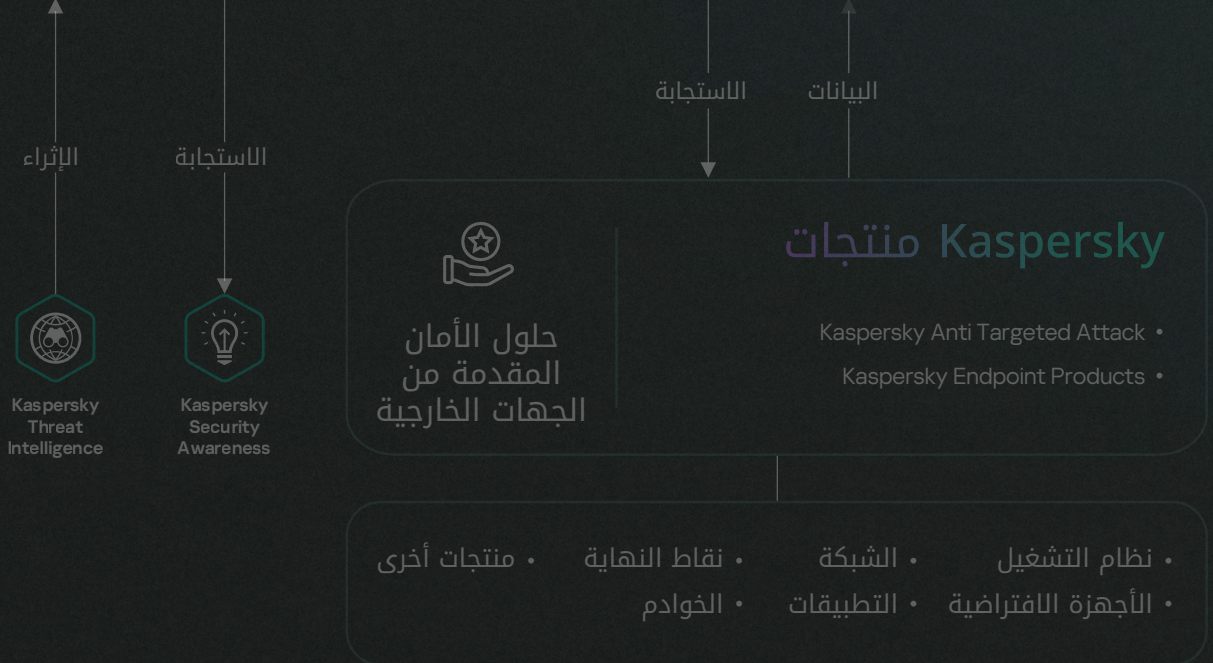 الاستجابة
البيانات
الإثراء
الاستجابة
منتجات Kaspersky
• Kaspersky Anti Targeted Attack
• Kaspersky Endpoint Products
حلول الأمان
المقدمة من
الجهات الخارجية
Kaspersky
Threat
Intelligence
Kaspersky
Security
Awareness
• نظام التشغيل • الشبكة • نقاط النهاية • منتجات أخرى
• الأجهزة الافتراضية • التطبيقات • الخوادم